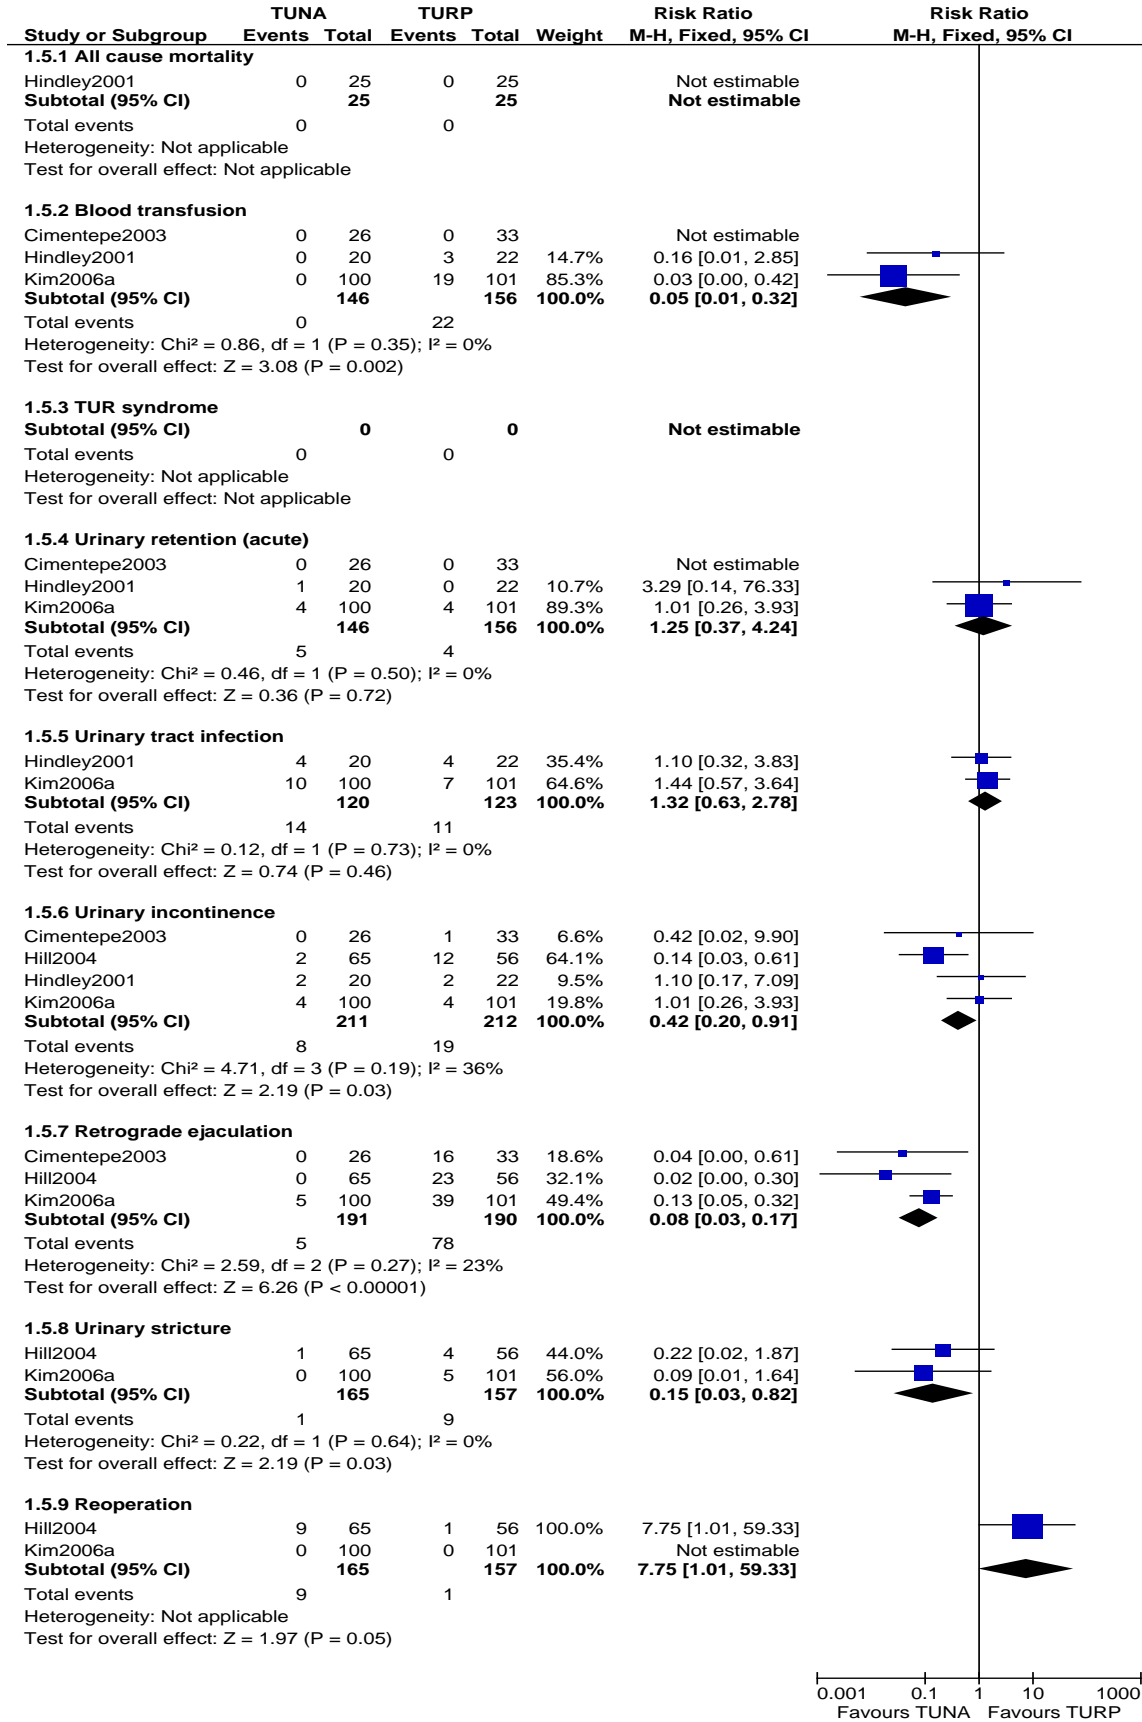 TUNA TURP Risk Ratio Risk Ratio
Study or Subgroup Events Total Events Total Weight M-H, Fixed, 95% CI M-H, Fixed, 95% CI
1.5.1 All cause mortality
Hindley2001 0 25 0 25 Not estimable
Subtotal (95% CI) 25 25 Not estimable
Total events 0 0
Heterogeneity: Not applicable
Test for overall effect: Not applicable
1.5.2 Blood transfusion
Cimentepe2003 0 26 0 33 Not estimable
Hindley2001 0 20 3 22 14.7% 0.16 [0.01, 2.85]
Kim2006a 0 100 19 101 85.3% 0.03 [0.00, 0.42]
Subtotal (95% CI) 146 156 100.0% 0.05 [0.01, 0.32]
Total events 0 22
Heterogeneity: Chi² = 0.86, df = 1 (P = 0.35); I² = 0%
Test for overall effect: Z = 3.08 (P = 0.002)
1.5.3 TUR syndrome
Subtotal (95% CI) 0 0 Not estimable
Total events 0 0
Heterogeneity: Not applicable
Test for overall effect: Not applicable
1.5.4 Urinary retention (acute)
Cimentepe2003 0 26 0 33 Not estimable
Hindley2001 1 20 0 22 10.7% 3.29 [0.14, 76.33]
Kim2006a 4 100 4 101 89.3% 1.01 [0.26, 3.93]
Subtotal (95% CI) 146 156 100.0% 1.25 [0.37, 4.24]
Total events 5 4
Heterogeneity: Chi² = 0.46, df = 1 (P = 0.50); I² = 0%
Test for overall effect: Z = 0.36 (P = 0.72)
1.5.5 Urinary tract infection
Hindley2001 4 20 4 22 35.4% 1.10 [0.32, 3.83]
Kim2006a 10 100 7 101 64.6% 1.44 [0.57, 3.64]
Subtotal (95% CI) 120 123 100.0% 1.32 [0.63, 2.78]
Total events 14 11
Heterogeneity: Chi² = 0.12, df = 1 (P = 0.73); I² = 0%
Test for overall effect: Z = 0.74 (P = 0.46)
1.5.6 Urinary incontinence
Cimentepe2003 0 26 1 33 6.6% 0.42 [0.02, 9.90]
Hill2004 2 65 12 56 64.1% 0.14 [0.03, 0.61]
Hindley2001 2 20 2 22 9.5% 1.10 [0.17, 7.09]
Kim2006a 4 100 4 101 19.8% 1.01 [0.26, 3.93]
Subtotal (95% CI) 211 212 100.0% 0.42 [0.20, 0.91]
Total events 8 19
Heterogeneity: Chi² = 4.71, df = 3 (P = 0.19); I² = 36%
Test for overall effect: Z = 2.19 (P = 0.03)
1.5.7 Retrograde ejaculation
Cimentepe2003 0 26 16 33 18.6% 0.04 [0.00, 0.61]
Hill2004 0 65 23 56 32.1% 0.02 [0.00, 0.30]
Kim2006a 5 100 39 101 49.4% 0.13 [0.05, 0.32]
Subtotal (95% CI) 191 190 100.0% 0.08 [0.03, 0.17]
Total events 5 78
Heterogeneity: Chi² = 2.59, df = 2 (P = 0.27); I² = 23%
Test for overall effect: Z = 6.26 (P < 0.00001)
1.5.8 Urinary stricture
Hill2004 1 65 4 56 44.0% 0.22 [0.02, 1.87]
Kim2006a 0 100 5 101 56.0% 0.09 [0.01, 1.64]
Subtotal (95% CI) 165 157 100.0% 0.15 [0.03, 0.82]
Total events 1 9
Heterogeneity: Chi² = 0.22, df = 1 (P = 0.64); I² = 0%
Test for overall effect: Z = 2.19 (P = 0.03)
1.5.9 Reoperation
Hill2004 9 65 1 56 100.0% 7.75 [1.01, 59.33]
Kim2006a 0 100 0 101 Not estimable
Subtotal (95% CI) 165 157 100.0% 7.75 [1.01, 59.33]
Total events 9 1
Heterogeneity: Not applicable
Test for overall effect: Z = 1.97 (P = 0.05)
0.001 0.1 1 10 1000
Favours TUNA Favours TURP